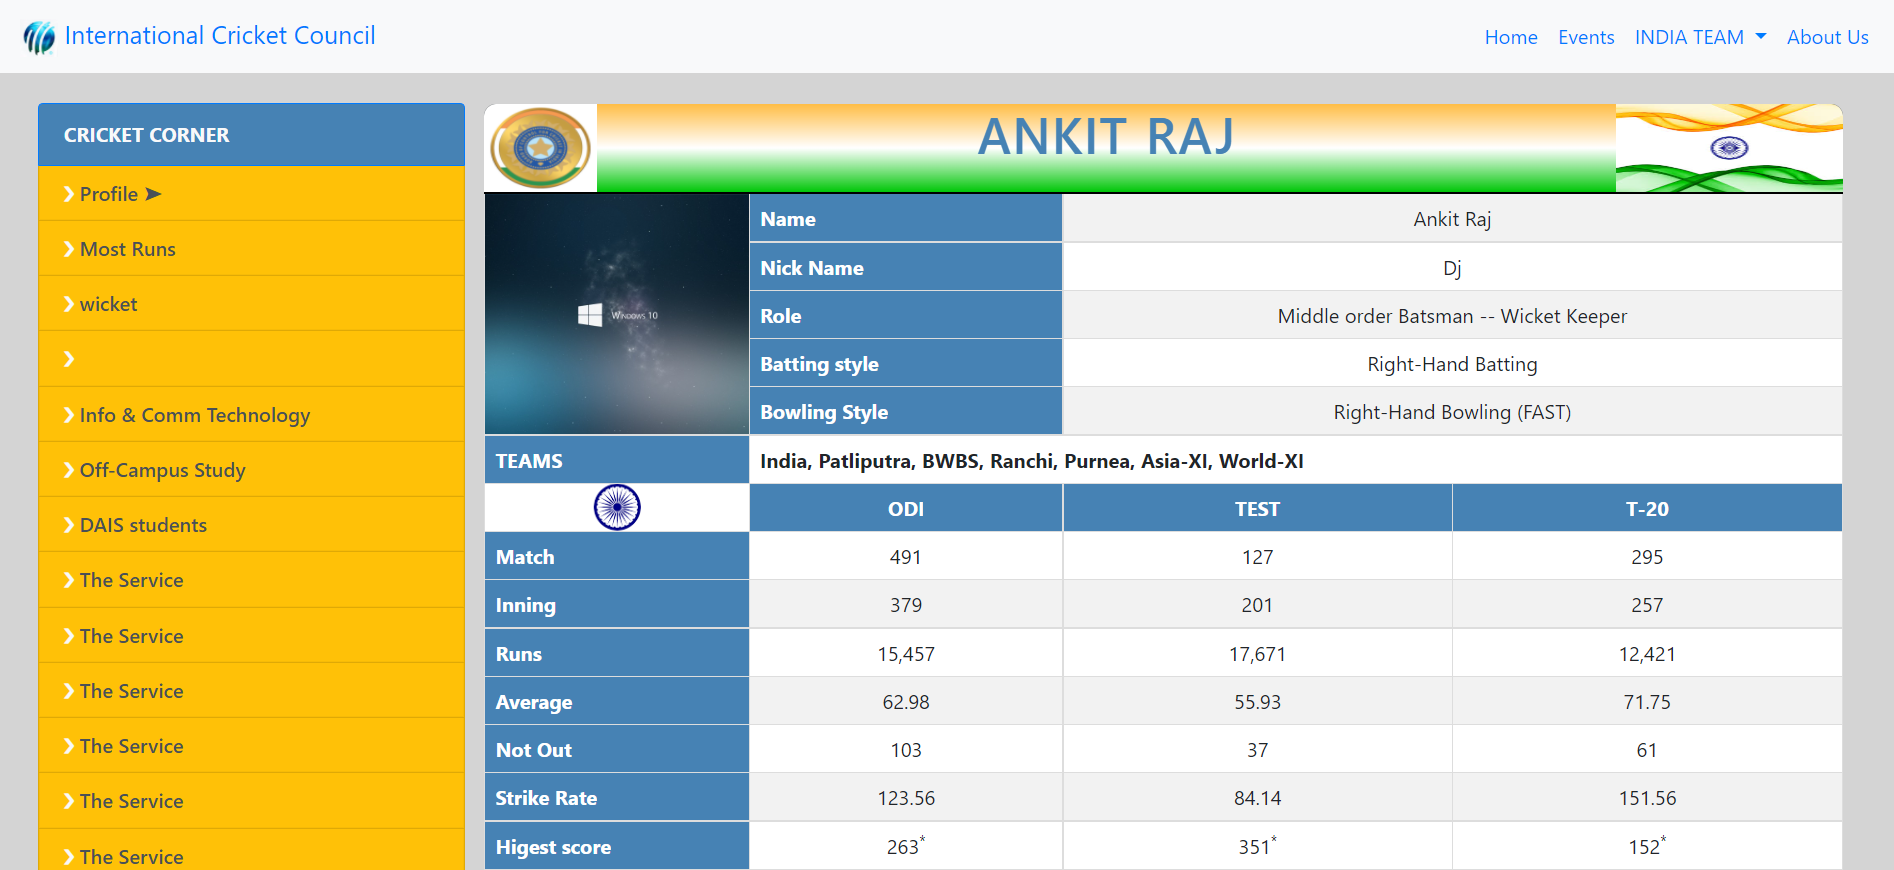 International Cricket Council
Home Events INDIA TEAM About Us
CRICKET CORNER
Profile ➤
Most Runs
wicket
Info & Comm Technology
Off-Campus Study
DAIS students
The Service
The Service
The Service
The Service
The Service
The Service
ANKIT RAJ
WINDOWS 10
Name Ankit Raj
Nick Name Dj
Role Middle order Batsman -- Wicket Keeper
Batting style Right-Hand Batting
Bowling Style Right-Hand Bowling (FAST)
TEAMS India, Patliputra, BWBS, Ranchi, Purnea, Asia-XI, World-XI
ODI TEST T-20
Match 491 127 295
Inning 379 201 257
Runs 15,457 17,671 12,421
Average 62.98 55.93 71.75
Not Out 103 37 61
Strike Rate 123.56 84.14 151.56
Higest score 263* 351* 152*